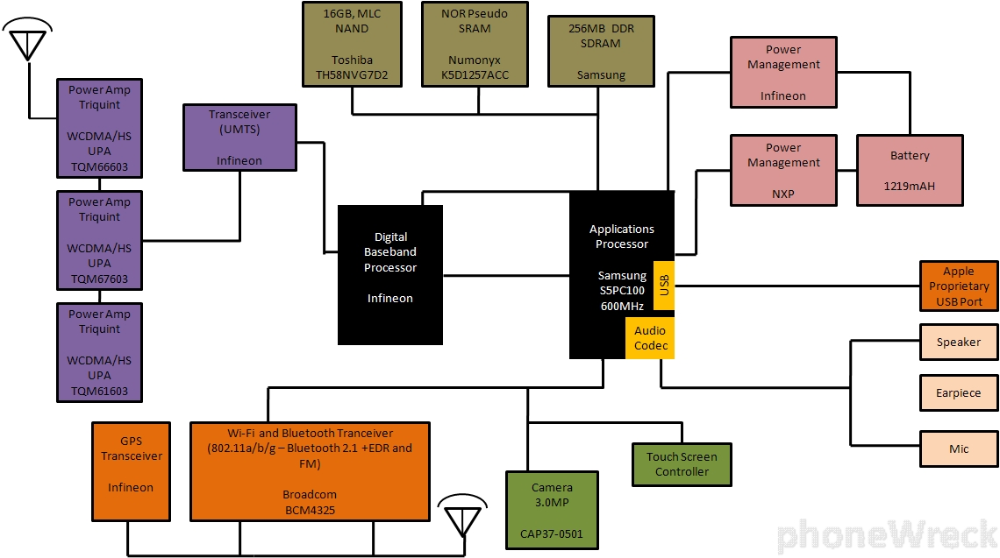 16GB, MLC
NAND
Toshiba
TH58NVG7D2
NOR Pseudo
SRAM
Numonyx
K5D1257ACC
256MB DDR
SDRAM
Samsung
Power
Management
Infineon
Power Amp
Triquint
WCDMA/HS
UPA
TQM66603
Transceiver
(UMTS)
Infineon
Power
Management
NXP
Battery
1219mAH
Power Amp
Triquint
WCDMA/HS
UPA
TQM67603
Digital
Baseband
Processor
Infineon
Applications
Processor
Samsung
S5PC100
600MHz
USB
Audio
Codec
Apple
Proprietary
USB Port
Speaker
Earpiece
Mic
Power Amp
Triquint
WCDMA/HS
UPA
TQM61603
GPS
Transceiver
Infineon
Wi-Fi and Bluetooth Tranceiver
(802.11a/b/g – Bluetooth 2.1 +EDR and
FM)
Broadcom
BCM4325
Camera
3.0MP
CAP37-0501
Touch Screen
Controller
phoneWreck